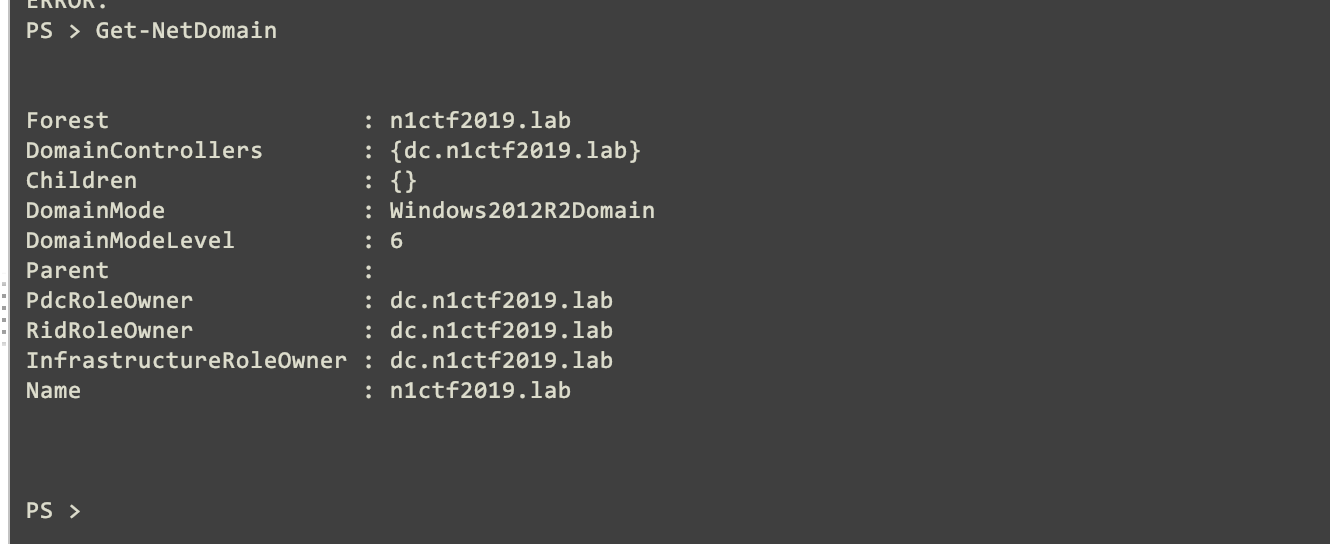 ERROR:
PS > Get-NetDomain
Forest : n1ctf2019.lab
DomainControllers : {dc.n1ctf2019.lab}
Children : {}
DomainMode : Windows2012R2Domain
DomainModeLevel : 6
Parent :
PdcRoleOwner : dc.n1ctf2019.lab
RidRoleOwner : dc.n1ctf2019.lab
InfrastructureRoleOwner : dc.n1ctf2019.lab
Name : n1ctf2019.lab
PS >